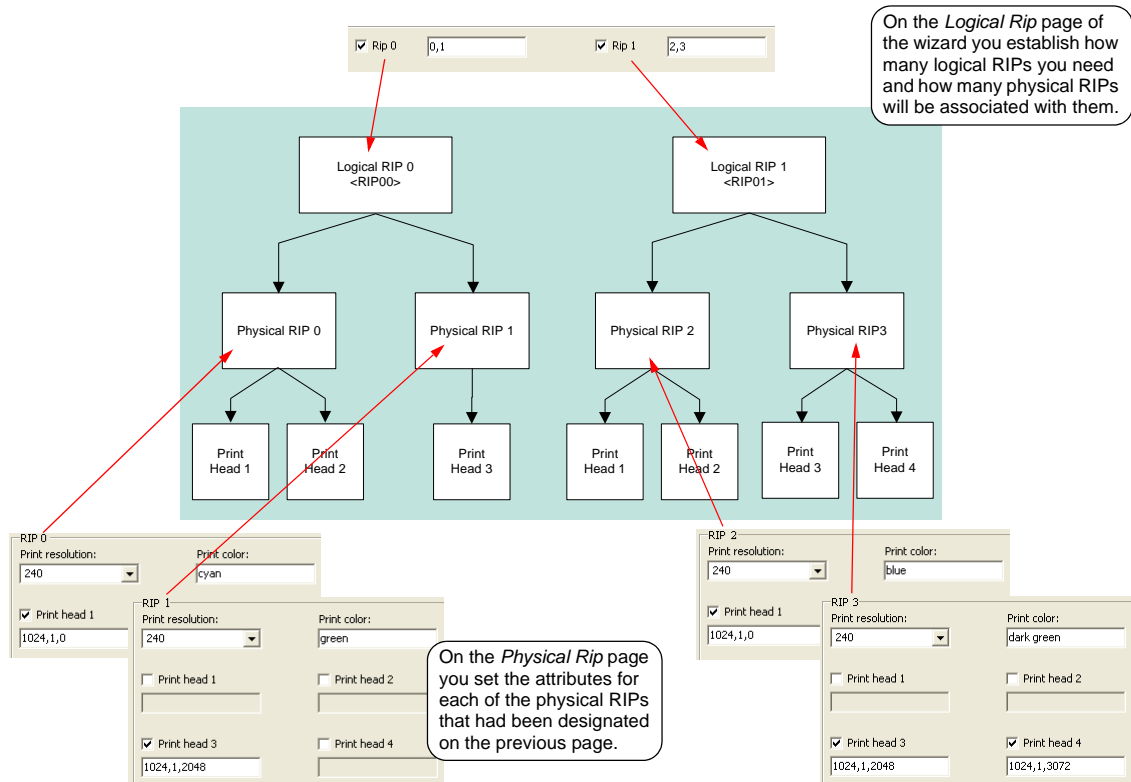 Rip 0
0,1
Rip 1
2,3
On the Logical Rip page of
the wizard you establish how
many logical RIPs you need
and how many physical RIPs
will be associated with them.
Logical RIP 0
<RIP00>
Logical RIP 1
<RIP01>
Physical RIP 0
Physical RIP 1
Physical RIP 2
Physical RIP3
Print
Head 1
Print
Head 2
Print
Head 3
Print
Head 1
Print
Head 2
Print
Head 3
Print
Head 4
RIP 0
Print resolution:
Print color:
240
cyan
Print head 1
1024,1,0
RIP 1
Print resolution:
Print color:
240
green
Print head 1
Print head 2
Print head 3
Print head 4
1024,1,2048
On the Physical Rip page
you set the attributes for
each of the physical RIPs
that had been designated
on the previous page.
RIP 2
Print resolution:
Print color:
240
blue
Print head 1
1024,1,0
RIP 3
Print resolution:
Print color:
240
dark green
Print head 1
Print head 2
Print head 3
Print head 4
1024,1,2048
1024,1,3072